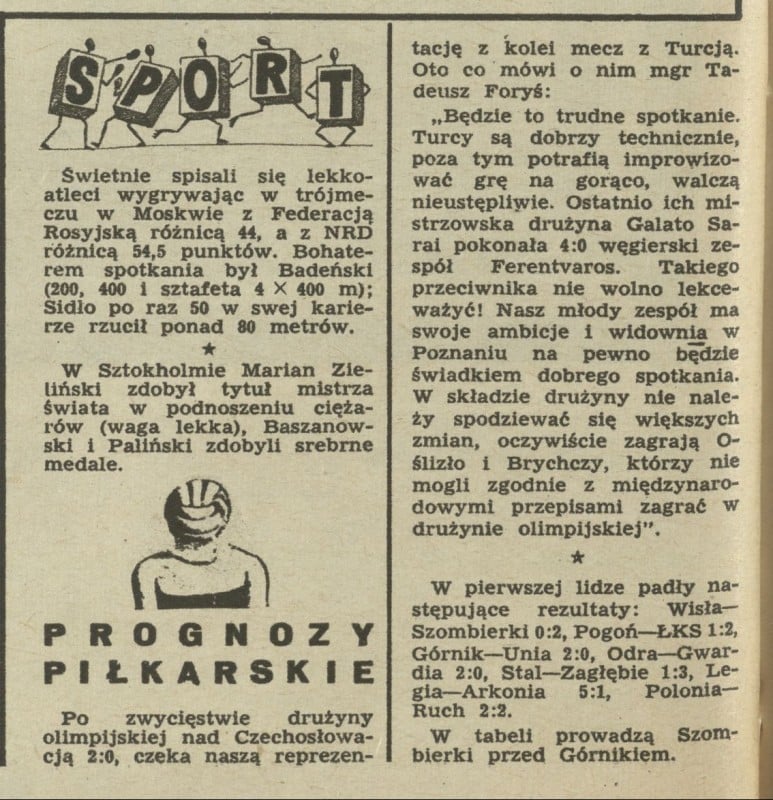 SPORT
Świetnie spisali się lekko-
atleci wygrywając w trójme-
czu w Moskwie z Federacją
Rosyjską różnicą 44, a z NRD
różnicą 54,5 punktów. Bohate-
rem spotkania był Badeński
(200, 400 i sztafeta 4 × 400 m);
Sidło po raz 50 w swej karie-
rze rzucił ponad 80 metrów.
★
W Sztokholmie Marian Zie-
liński zdobył tytuł mistrza
świata w podnoszeniu cięża-
rów (waga lekka), Baszanow-
ski i Paliński zdobyli srebrne
medale.
PROGNOZY
PIŁKARSKIE
Po zwycięstwie drużyny
olimpijskiej nad Czechosłowa-
cją 2:0, czeka naszą reprezen-
tację z kolei mecz z Turcją.
Oto co mówi o nim mgr Ta-
deusz Foryś:
„Będzie to trudne spotkanie.
Turcy są dobrzy technicznie,
poza tym potrafią improwizo-
wać grę na gorąco, walczą
nieustępliwie. Ostatnio ich mi-
strzowska drużyna Galato Sa-
rai pokonała 4:0 węgierski ze-
spół Ferentvaros. Takiego
przeciwnika nie wolno lekce-
ważyć! Nasz młody zespół ma
swoje ambicje i widownia w
Poznaniu na pewno będzie
świadkiem dobrego spotkania.
W składzie drużyny nie nale-
ży spodziewać się większych
zmian, oczywiście zagrają O-
ślizło i Brychczy, którzy nie
mogli zgodnie z międzynaro-
dowymi przepisami zagrać w
drużynie olimpijskiej".
★
W pierwszej lidze padły na-
stępujące rezultaty: Wisła—
Szombierki 0:2, Pogoń—ŁKS 1:2,
Górnik—Unia 2:0, Odra—Gwar-
dia 2:0, Stal—Zagłębie 1:3, Le-
gia—Arkonia 5:1, Polonia—
Ruch 2:2.
W tabeli prowadzą Szom-
bierki przed Górnikiem.